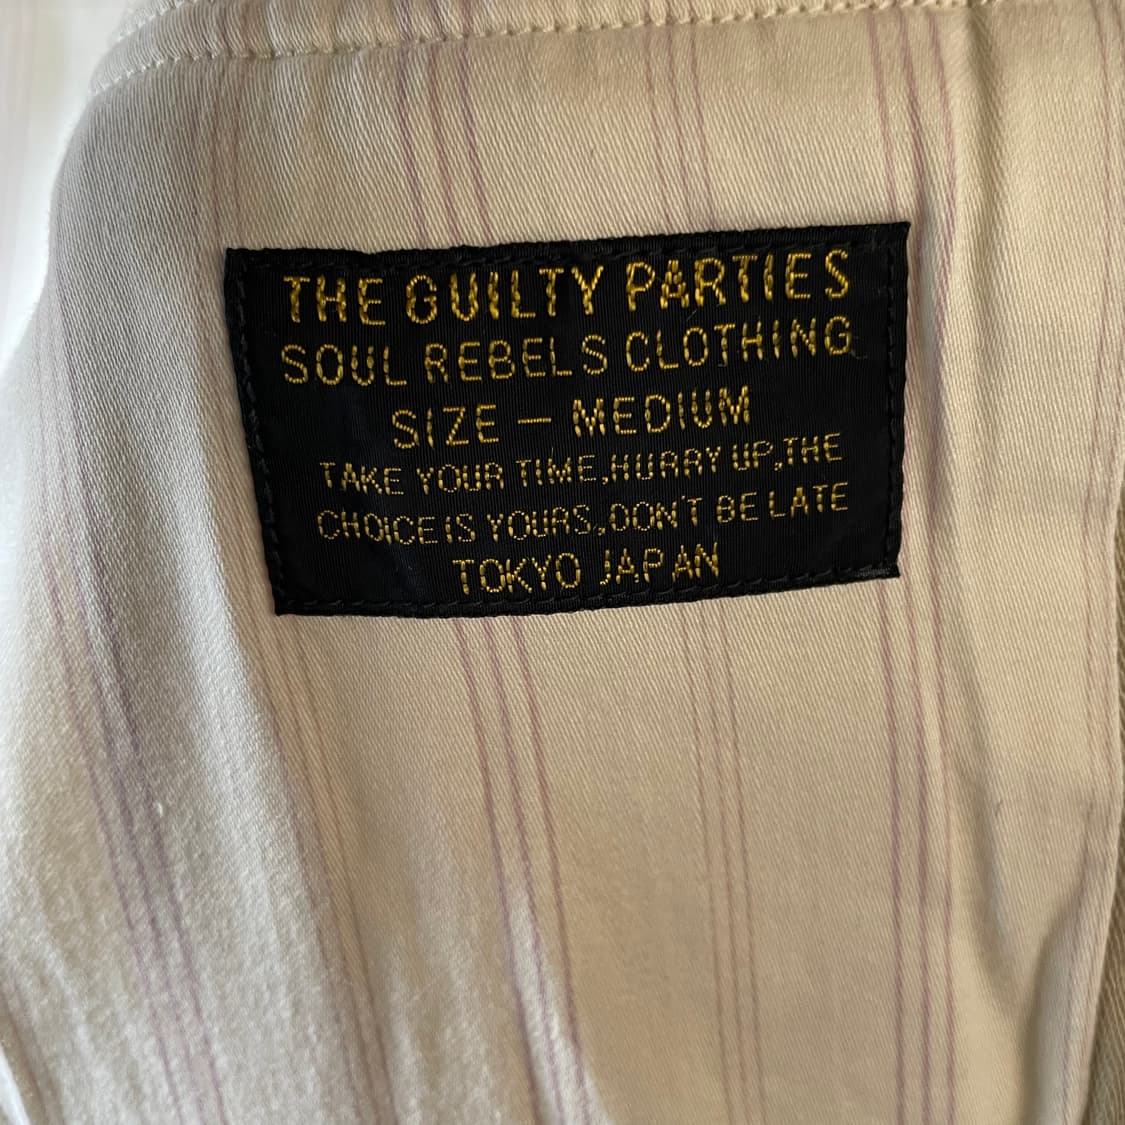 THE GUILTY PARTIES
SOUL REBELS CLOTHING
SIZE — MEDIUM
TAKE YOUR TIME,HURRY UP,THE
CHOICE IS YOURS,DON'T BE LATE
TOKYO JAPAN